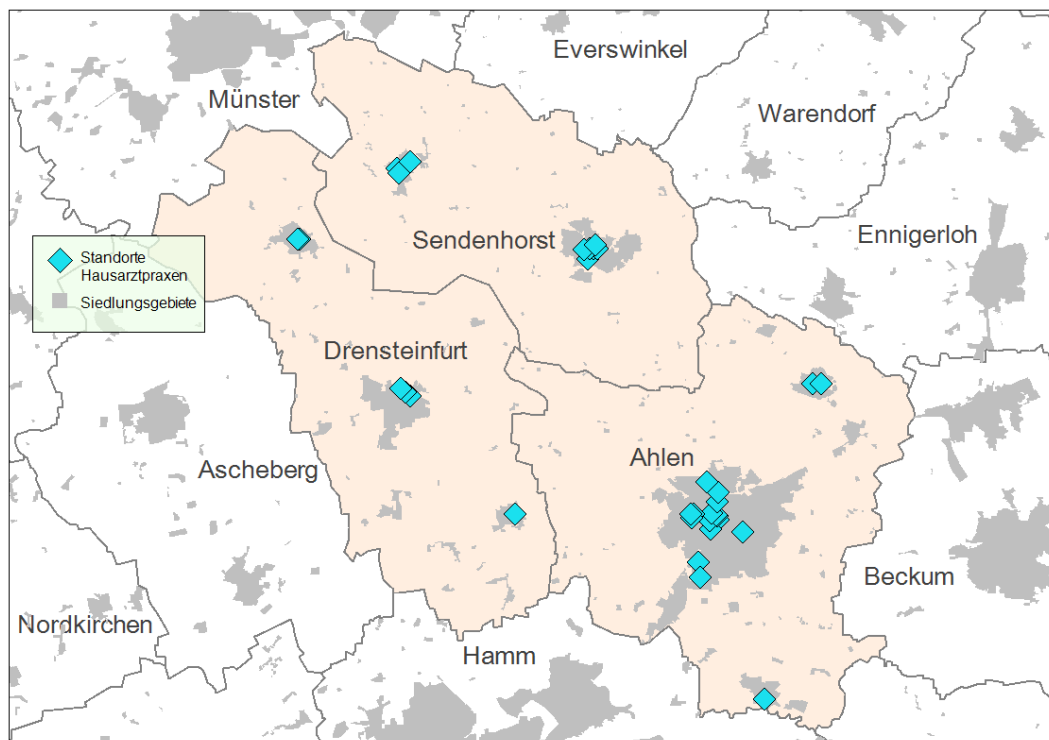 Everswinkel
Münster
Warendorf
Sendenhorst
Ennigerloh
Standorte
Hausarztpraxen
Siedlungsgebiete
Drensteinfurt
Ascheberg
Ahlen
Beckum
Nordkirchen
Hamm